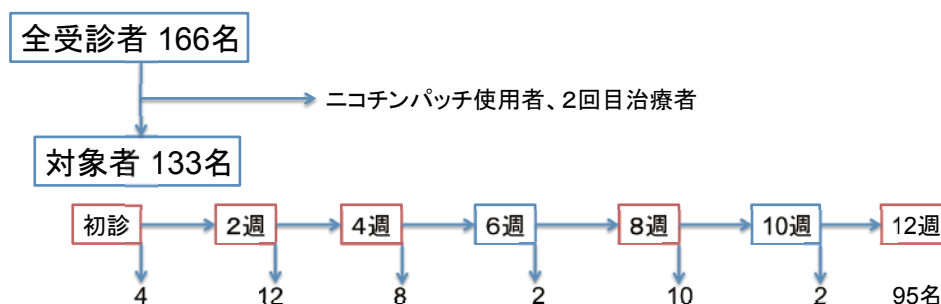 全受診者 166名
ニコチンパッチ使用者、2回目治療者
対象者 133名
初診 2週 4週 6週 8週 10週 12週
4 12 8 2 10 2 95名